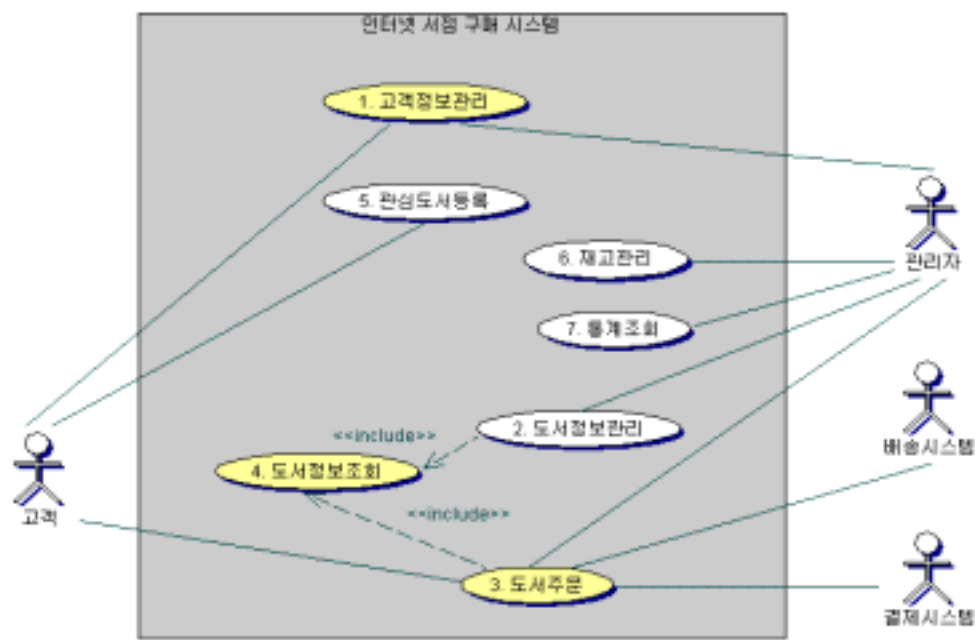 인터넷 서점 구매 시스템
1. 고객정보관리
5. 관심도서등록
6. 재고관리
관리자
7. 통계조회
2. 도서정보관리
<<include>>
배송시스템
4. 도서정보조회
고객
<<include>>
3. 도서주문
결제시스템